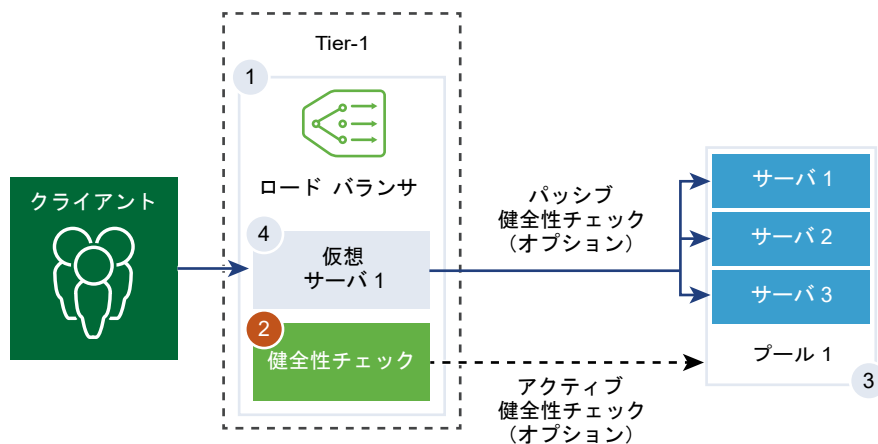 Tier-1
1
ロード バランサ
クライアント
4
仮想
サーバ 1
2
健全性チェック
パッシブ
健全性チェック
（オプション）
アクティブ
健全性チェック
（オプション）
サーバ 1
サーバ 2
サーバ 3
プール 1
3